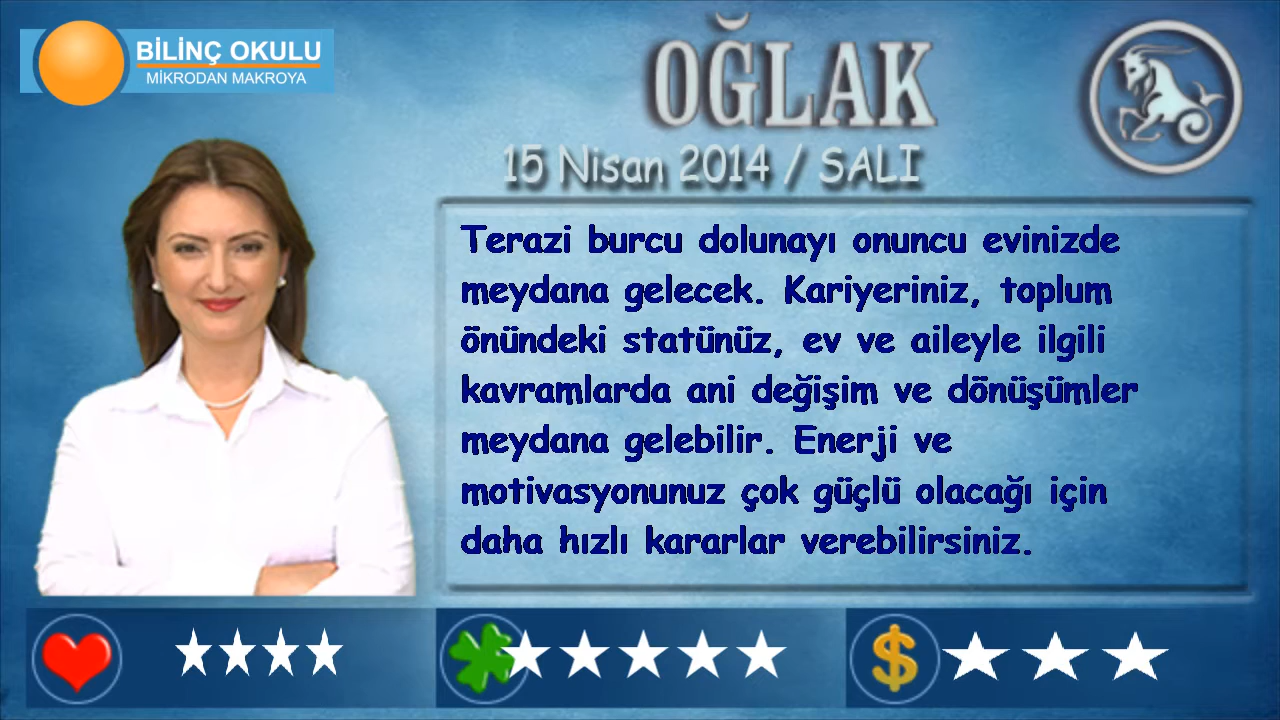 BİLİNÇ OKULU
MİKRODAN MAKROYA
OĞLAK
15 Nisan 2014 / SALI
Terazi burcu dolunayı onuncu evinizde
meydana gelecek. Kariyeriniz, toplum
önündeki statünüz, ev ve aileyle ilgili
kavramlarda ani değişim ve dönüşümler
meydana gelebilir. Enerji ve
motivasyonunuz çok güçlü olacağı için
daha hızlı kararlar verebilirsiniz.
$